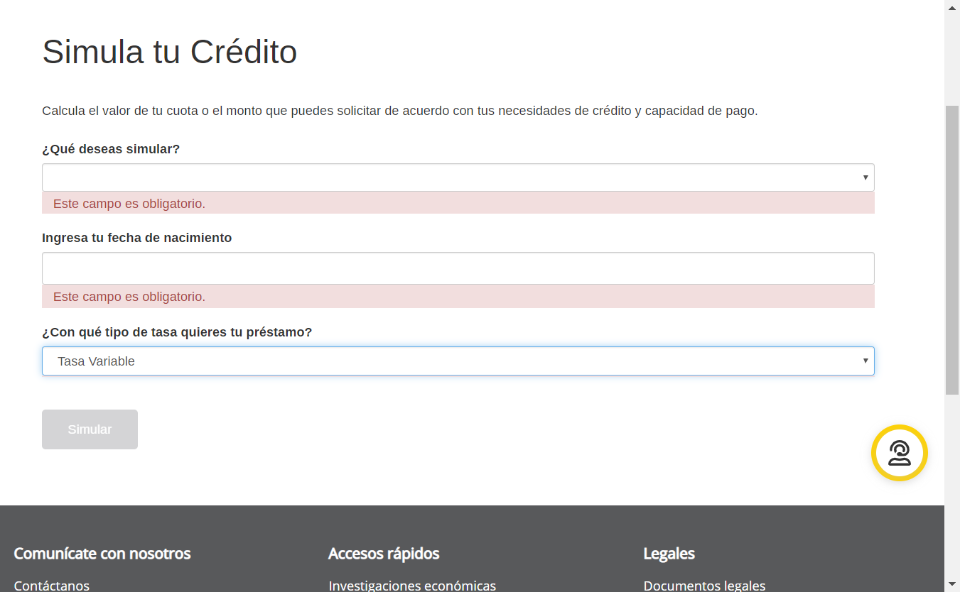 Simula tu Crédito
Calcula el valor de tu cuota o el monto que puedes solicitar de acuerdo con tus necesidades de crédito y capacidad de pago.
¿Qué deseas simular?
Este campo es obligatorio.
Ingresa tu fecha de nacimiento
Este campo es obligatorio.
¿Con qué tipo de tasa quieres tu préstamo?
Tasa Variable
Simular
Comunícate con nosotros
Accesos rápidos
Legales
Contáctanos
Investigaciones económicas
Documentos legales